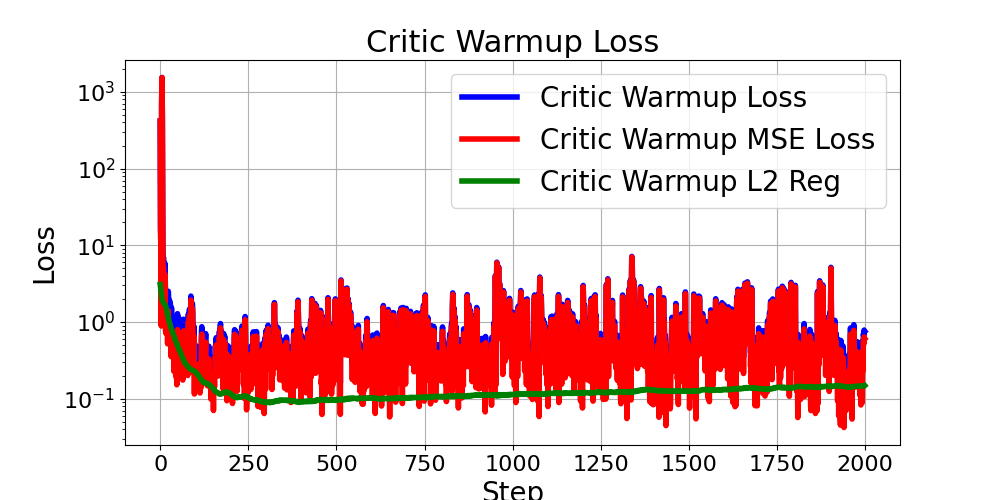 Critic Warmup Loss
10³
10²
10¹
10⁰
10⁻¹
Loss
Critic Warmup Loss
Critic Warmup MSE Loss
Critic Warmup L2 Reg
0 250 500 750 1000 1250 1500 1750 2000
Step